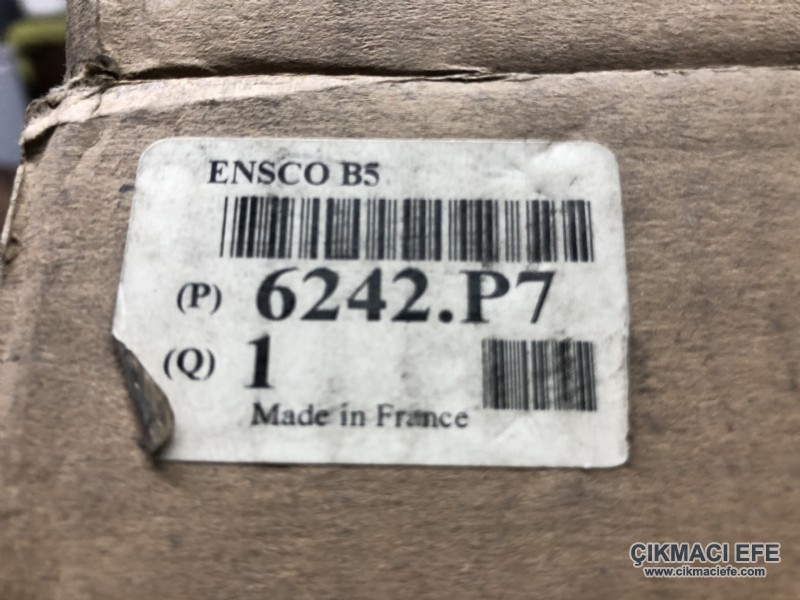 ENSCO B5
(P) 6242.P7
(Q) 1
Made in France
ÇIKMACI EFE
www.cikmaciefe.com